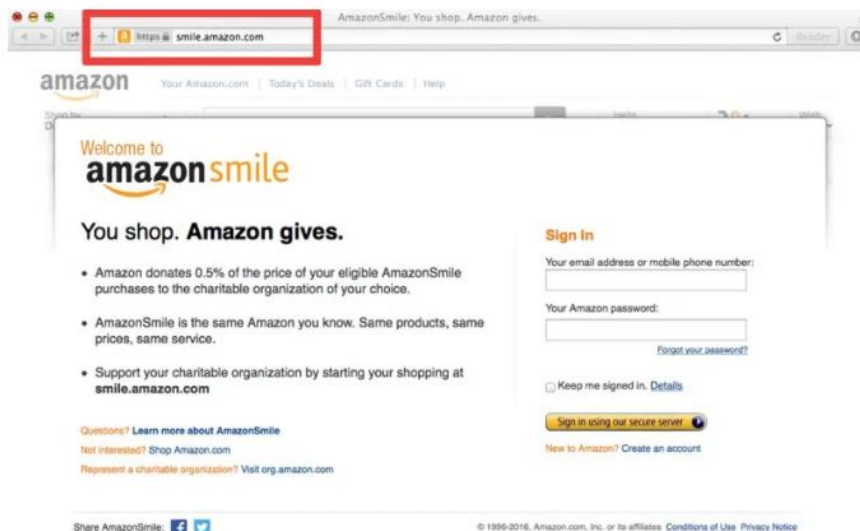 AmazonSmile: You shop. Amazon gives.
https smile.amazon.com
Reader
amazon
Your Amazon.com | Today's Deals | Gift Cards | Help
Shop by
Hello
Wish
Welcome to
amazonsmile
You shop. Amazon gives.
• Amazon donates 0.5% of the price of your eligible AmazonSmile
purchases to the charitable organization of your choice.
• AmazonSmile is the same Amazon you know. Same products, same
prices, same service.
• Support your charitable organization by starting your shopping at
smile.amazon.com
Questions? Learn more about AmazonSmile
Not interested? Shop Amazon.com
Represent a charitable organization? Visit org.amazon.com
Sign In
Your email address or mobile phone number:
Your Amazon password:
Forgot your password?
Keep me signed in. Details
Sign in using our secure server
New to Amazon? Create an account
Share AmazonSmile:
© 1996-2016, Amazon.com, Inc. or its affiliates Conditions of Use Privacy Notice